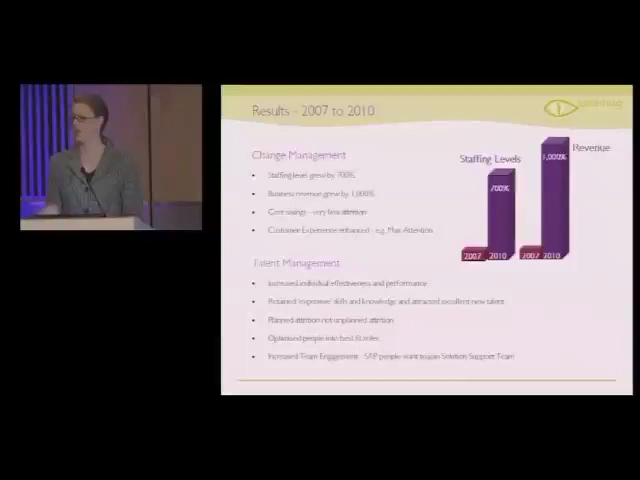 Results - 2007 to 2010
Change Management
Staffing level grew by 700%
Business revenue grew by 1,000%
Cost savings - very low attention
Customer Experience enhanced - e.g. Max Attention
Talent Management
Increased individual effectiveness and performance
Retained 'expensive' skills and knowledge and attracted excellent new talent
Planned attrition not unplanned attrition
Optimised people into best fit roles
Increased Team Engagement - SAP people want to join Solution Support Team
Staffing Levels
Revenue
700%
1,000%
2007 2010
2007 2010